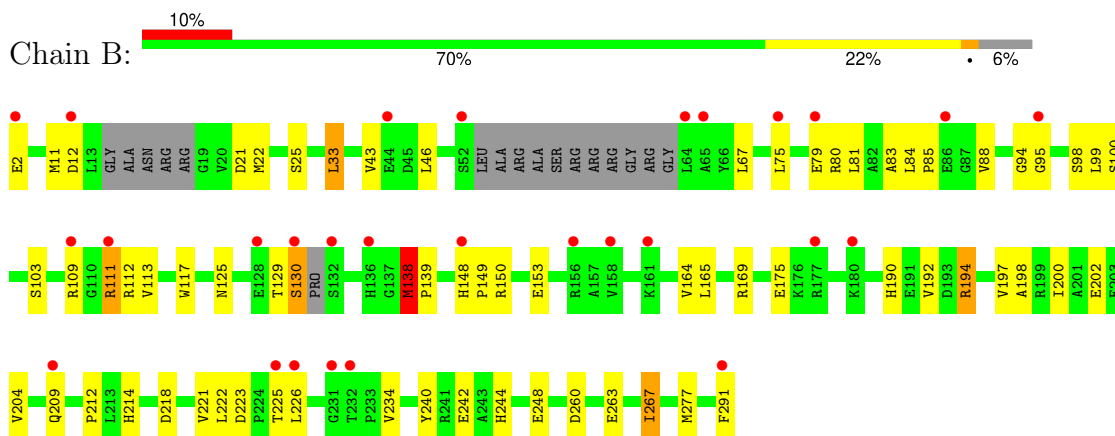 10%
Chain B:
70% 22% • 6%
E2 M11 D12 L13 GLY ALA ASN ARG ARG G19 V20 D21 M22 S25 L33 V43 E44 D45 L46 S52 LEU ALA ARG ALA SER ARG ARG ARG GLY ARG GLY L64 A65 Y66 L67 L75 E79 R80 L81 A82 A83 L84 P85 E86 G87 V88 G94 G95 S98 L99 S100
S103 R109 G110 R111 R112 V113 W117 N125 E128 T129 S130 PRO S132 H136 G137 M138 P139 H148 P149 R150 E153 R156 A157 V158 K161 V164 L165 R169 E175 K176 R177 K180 H190 E191 V192 D193 R194 V197 A198 R199 I200 A201 E202 E203
V204 Q209 P212 L213 H214 D218 V221 L222 D223 P224 T225 L226 G231 T232 P233 V234 Y240 R241 E242 A243 H244 E248 D260 E263 I267 M277 F291